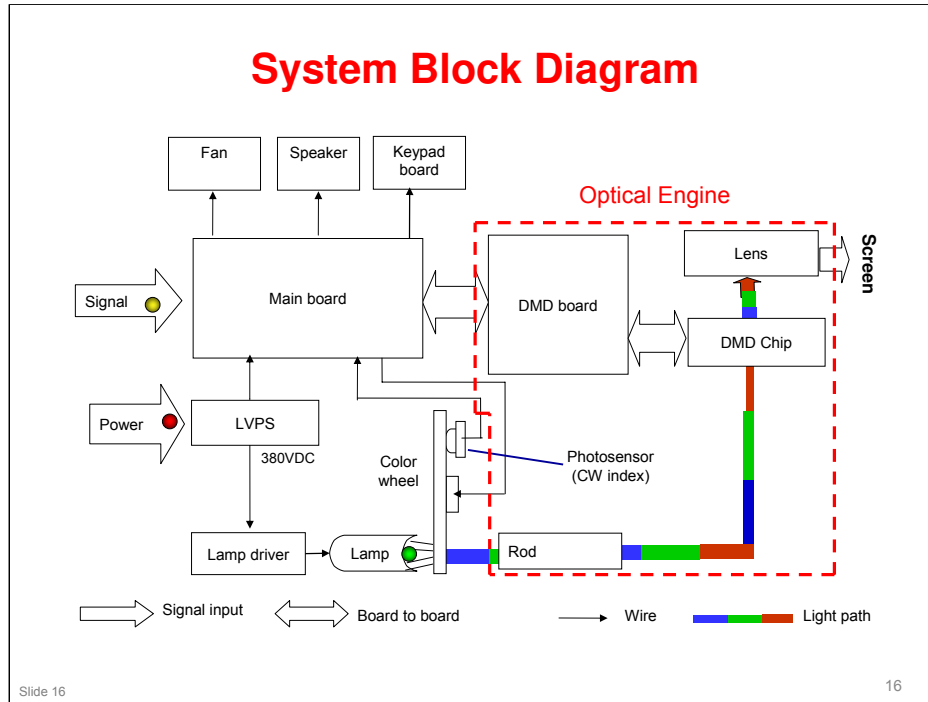 System Block Diagram
Fan
Speaker
Keypad
board
Optical Engine
Signal
Main board
DMD board
Lens
Screen
DMD Chip
Power
LVPS
380VDC
Color
wheel
Photosensor
(CW index)
Lamp driver
Lamp
Rod
Signal input
Board to board
Wire
Light path
Slide 16
16